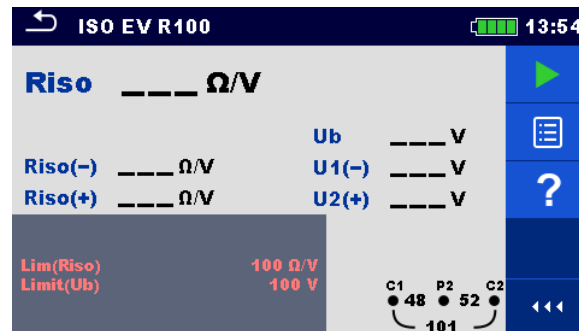 ISO EV R100 13:54
Riso ___ Ω/V
Ub ___ V
Riso(-) ___ Ω/V U1(-) ___ V
Riso(+) ___ Ω/V U2(+) ___ V
Lim(Riso) 100 Ω/V
Limit(Ub) 100 V
C1 P2 C2
48 52
101
?